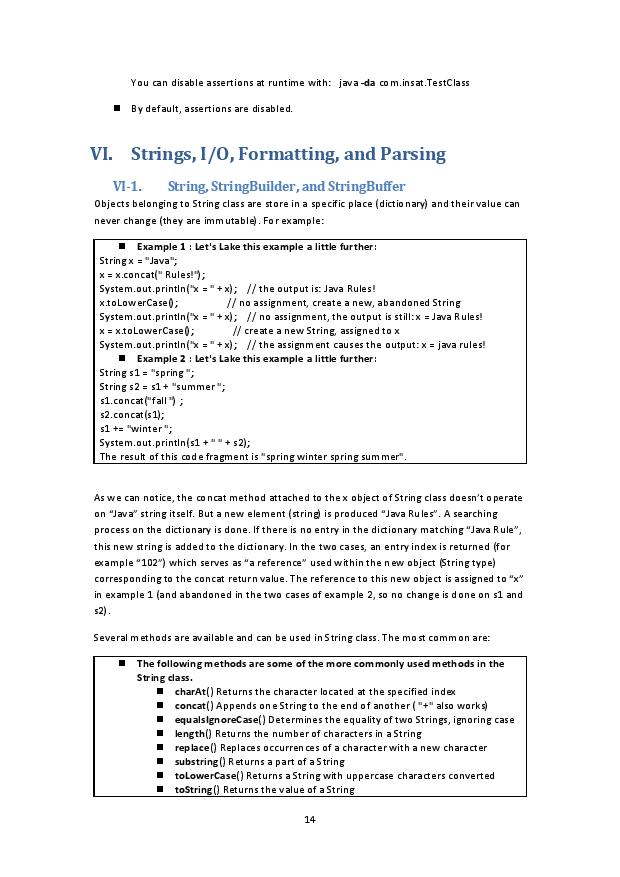 You can disable assertions at runtime with: java -da com.insat.TestClass
■ By default, assertions are disabled.
VI. Strings, I/O, Formatting, and Parsing
VI-1. String, StringBuilder, and StringBuffer
Objects belonging to String class are store in a specific place (dictionary) and their value can
never change (they are immutable). For example:
■ Example 1 : Let's Lake this example a little further:
String x = "Java";
x = x.concat(" Rules!");
System.out.println("x = " + x); // the output is: Java Rules!
x.toLowerCase(); // no assignment, create a new, abandoned String
System.out.println("x = " + x); // no assignment, the output is still: x = Java Rules!
x = x.toLowerCase(); // create a new String, assigned to x
System.out.println("x = " + x); // the assignment causes the output: x = java rules!
■ Example 2 : Let's Lake this example a little further:
String s1 = "spring ";
String s2 = s1 + "summer ";
s1.concat("fall ") ;
s2.concat(s1);
s1 += "winter ";
System.out.println(s1 + " " + s2);
The result of this code fragment is "spring winter spring summer".
As we can notice, the concat method attached to the x object of String class doesn't operate
on “Java” string itself. But a new element (string) is produced “Java Rules”. A searching
process on the dictionary is done. If there is no entry in the dictionary matching “Java Rule”,
this new string is added to the dictionary. In the two cases, an entry index is returned (for
example “102”) which serves as “a reference” used within the new object (String type)
corresponding to the concat return value. The reference to this new object is assigned to “x”
in example 1 (and abandoned in the two cases of example 2, so no change is done on s1 and
s2).
Several methods are available and can be used in String class. The most common are:
■ The following methods are some of the more commonly used methods in the
String class.
■ charAt() Returns the character located at the specified index
■ concat() Appends one String to the end of another ( "+" also works)
■ equalsIgnoreCase() Determines the equality of two Strings, ignoring case
■ length() Returns the number of characters in a String
■ replace() Replaces occurrences of a character with a new character
■ substring() Returns a part of a String
■ toLowerCase() Returns a String with uppercase characters converted
■ toString() Returns the value of a String
14